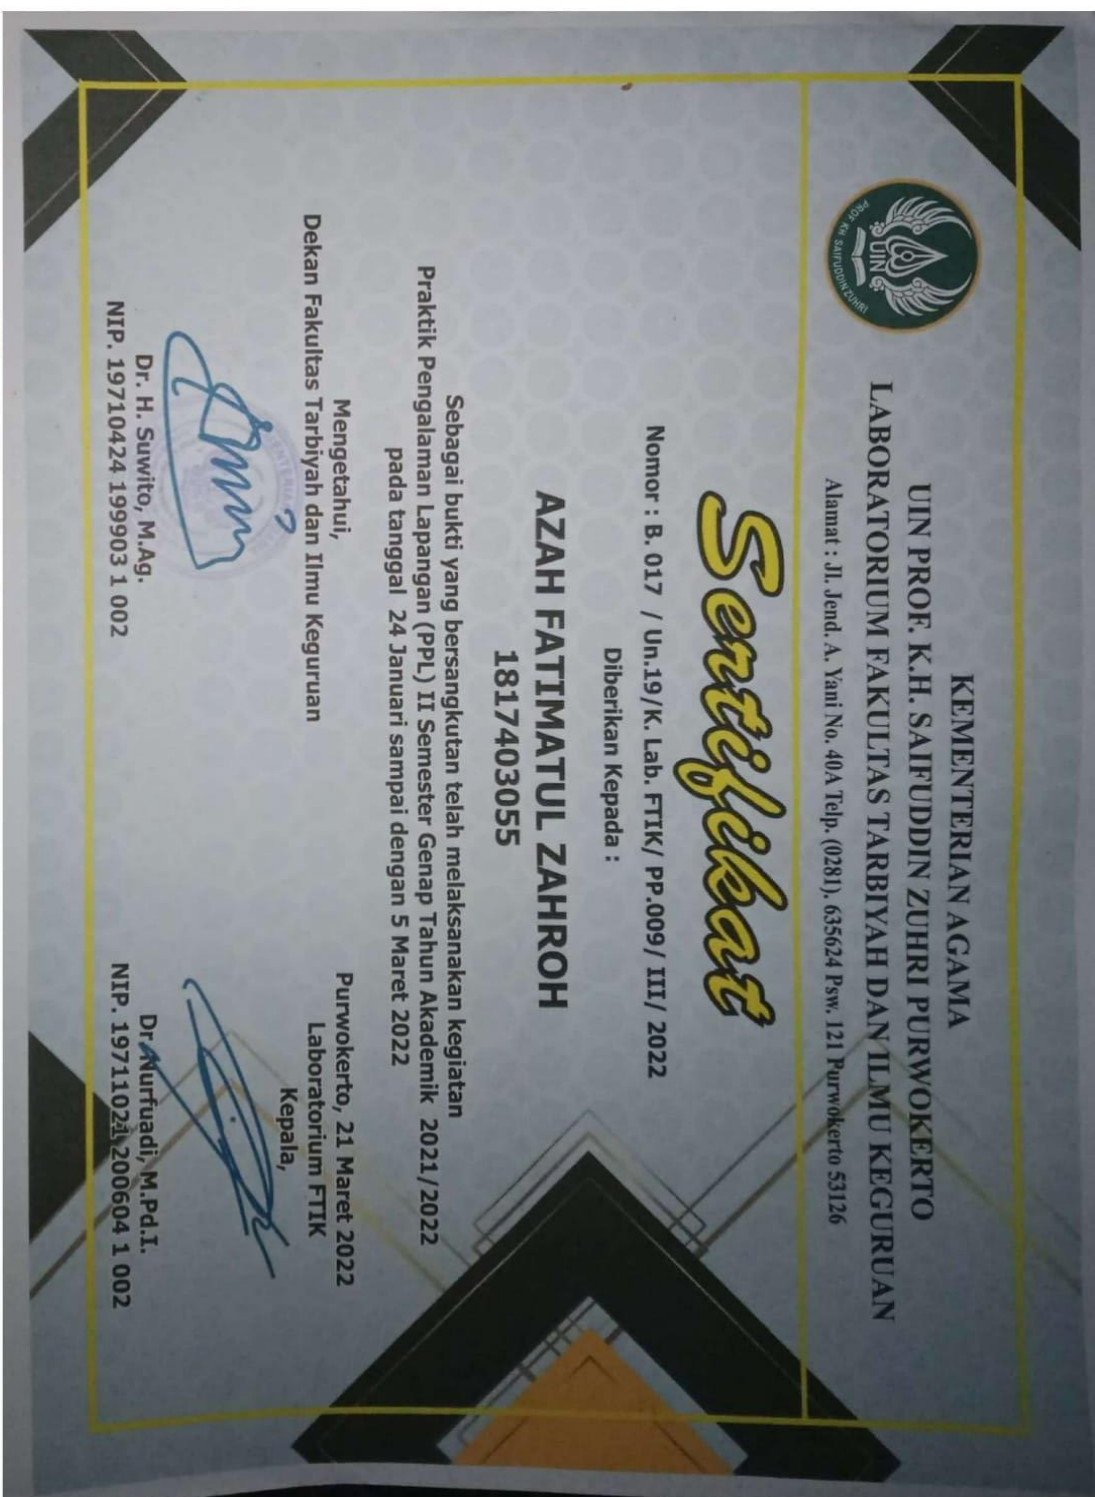 KEMENTERIAN AGAMA
UIN PROF. K.H. SAIFUDDIN ZUHRI PURWOKERTO
LABORATORIUM FAKULTAS TARBIYAH DAN ILMU KEGURUAN
Alamat : Jl. Jend. A. Yani No. 40A Telp. (0281). 635624 Psw. 121 Purwokerto 53126
UIN
PROF. KH SAIFUDDIN ZUHRI
Sertifikat
Nomor : B. 017 / Un.19/K. Lab. FTIK/ PP.009/ III/ 2022
Diberikan Kepada :
AZAH FATIMATUL ZAHROH
1817403055
Sebagai bukti yang bersangkutan telah melaksanakan kegiatan
Praktik Pengalaman Lapangan (PPL) II Semester Genap Tahun Akademik 2021/2022
pada tanggal 24 Januari sampai dengan 5 Maret 2022
Mengetahui,
Dekan Fakultas Tarbiyah dan Ilmu Keguruan
Dr. H. Suwito, M.Ag.
NIP. 19710424 199903 1 002
Purwokerto, 21 Maret 2022
Laboratorium FTIK
Kepala,
Dr. Nurfuadi, M.Pd.I.
NIP. 19711021 200604 1 002